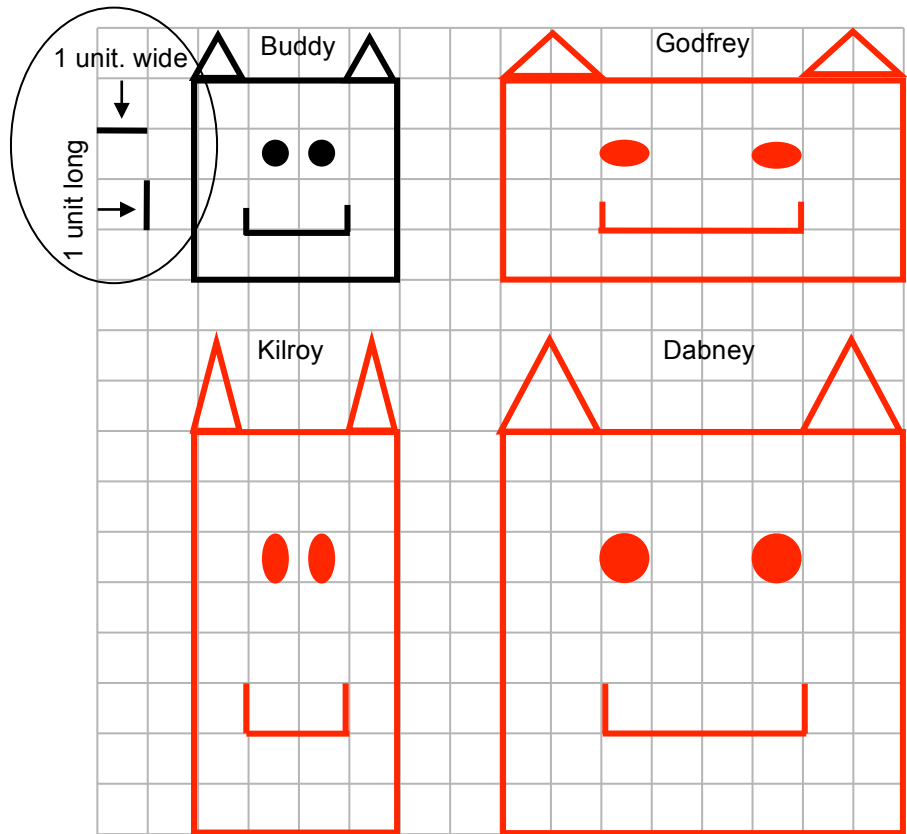 Buddy
Godfrey
1 unit. wide
1 unit long
Kilroy
Dabney